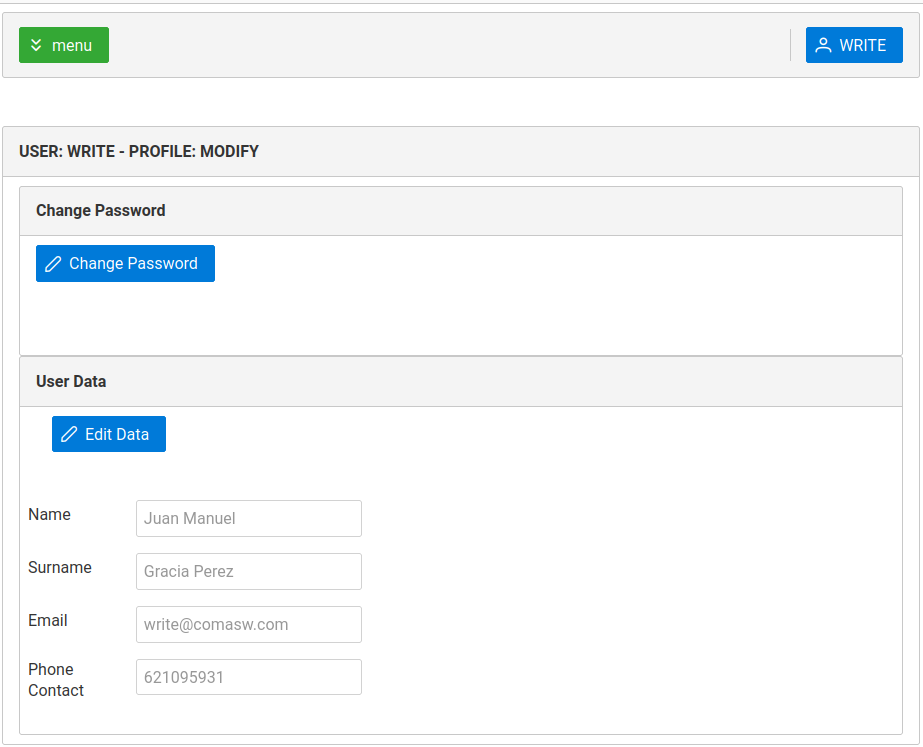 menu
WRITE
USER: WRITE - PROFILE: MODIFY
Change Password
Change Password
User Data
Edit Data
Name
Juan Manuel
Surname
Gracia Perez
Email
write@comasw.com
Phone
Contact
621095931